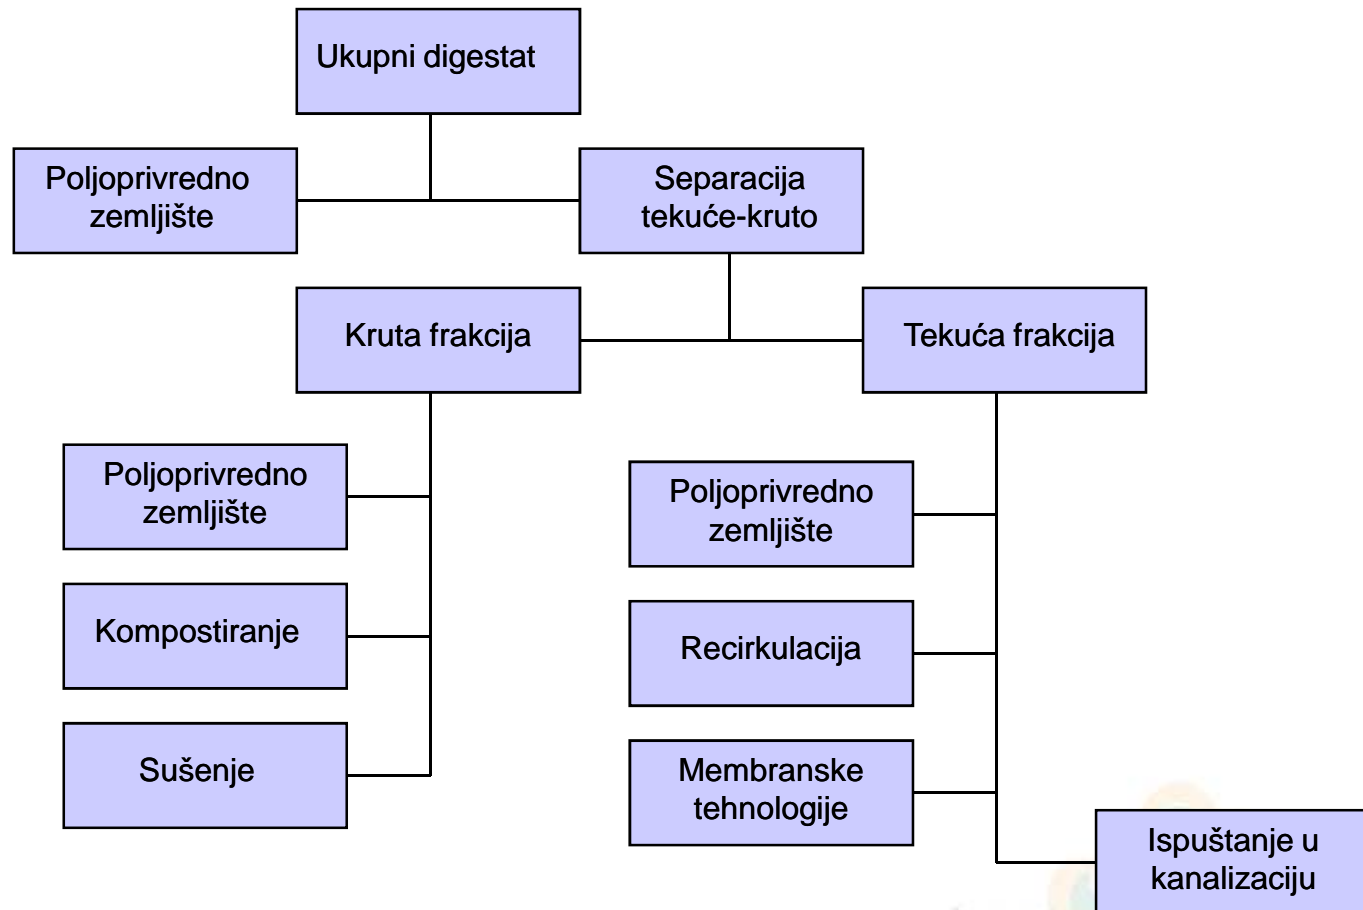 Ukupni digestat
Poljoprivredno
zemljište
Separacija
tekuće-kruto
Kruta frakcija
Tekuća frakcija
Poljoprivredno
zemljište
Kompostiranje
Sušenje
Poljoprivredno
zemljište
Recirkulacija
Membranske
tehnologije
Ispuštanje u
kanalizaciju